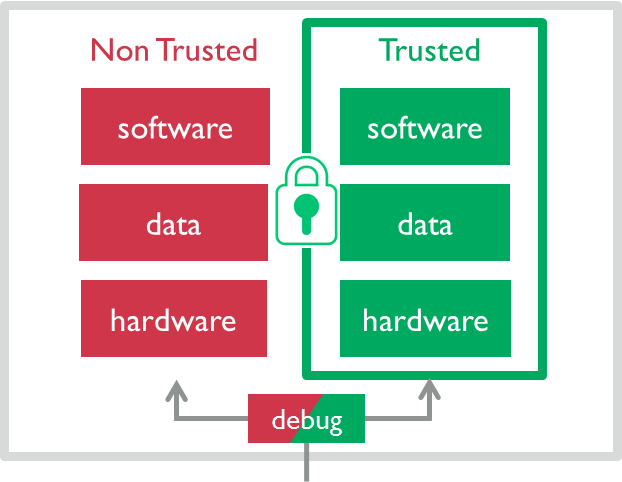 Non Trusted
Trusted
software
software
data
data
hardware
hardware
debug